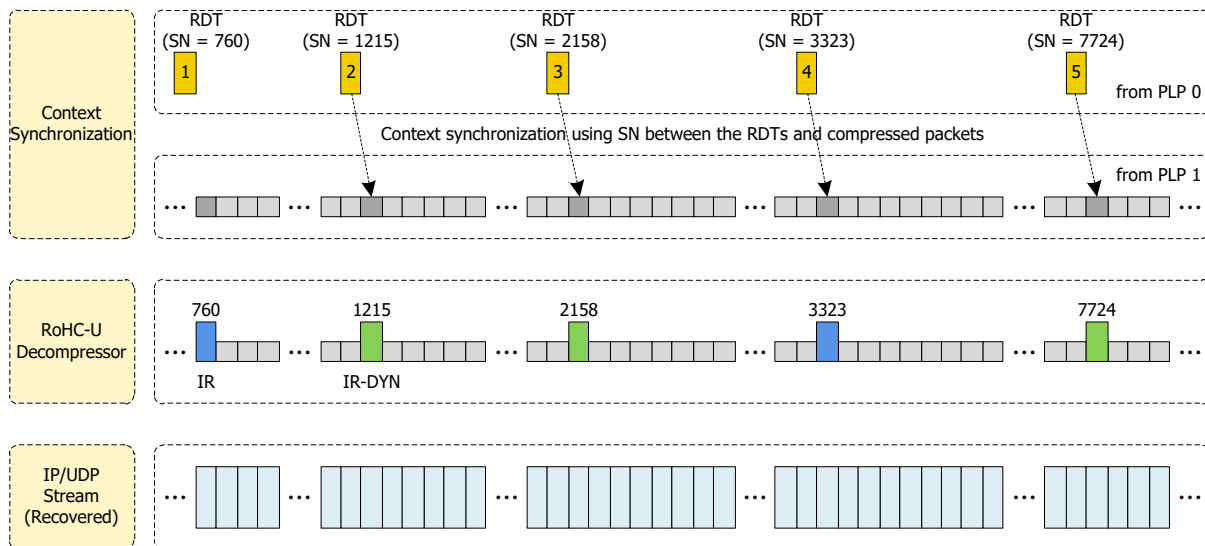 RDT
(SN = 760)
RDT
(SN = 1215)
RDT
(SN = 2158)
RDT
(SN = 3323)
RDT
(SN = 7724)
1
2
3
4
5
from PLP 0
Context
Synchronization
Context synchronization using SN between the RDTs and compressed packets
from PLP 1
... ... ... ... ... ...
RoHC-U
Decompressor
760
1215
2158
3323
7724
... ... ... ... ... ...
IR
IR-DYN
IP/UDP
Stream
(Recovered)
... ... ... ... ... ...